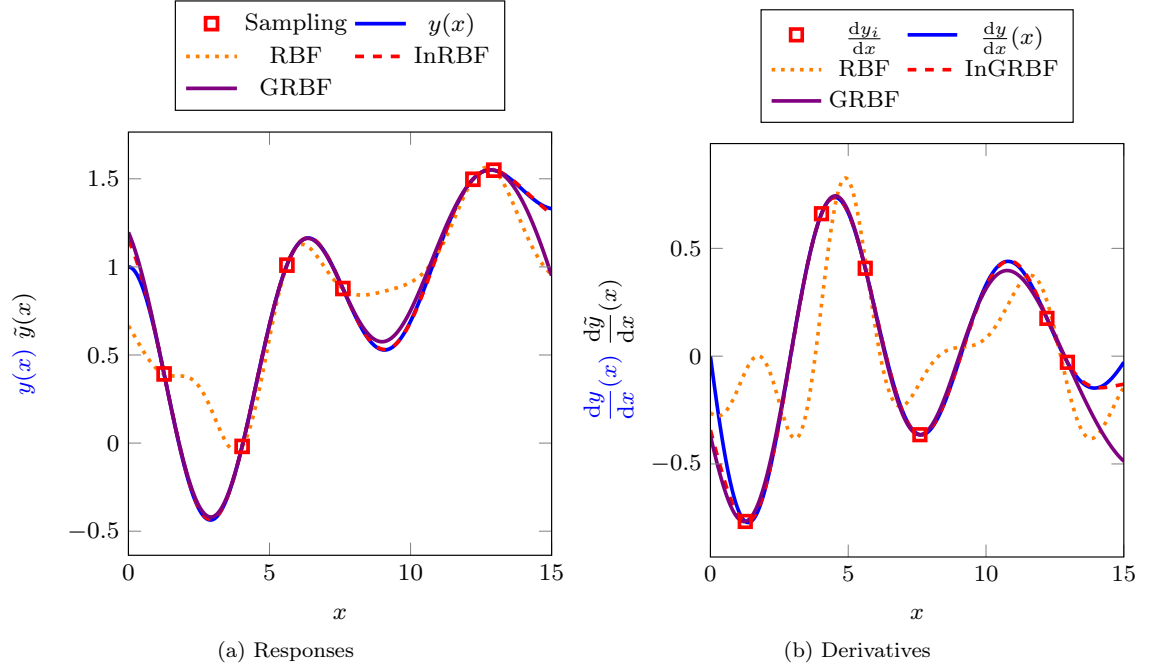 Sampling y(x)
RBF InRBF
GRBF
1.5
1
0.5
0
−0.5
0 5 10 15
x
y(x) ỹ(x)
(a) Responses
dy_i/dx dy/dx(x)
RBF InGRBF
GRBF
0.5
0
−0.5
0 5 10 15
x
dy/dx(x) dỹ/dx(x)
(b) Derivatives